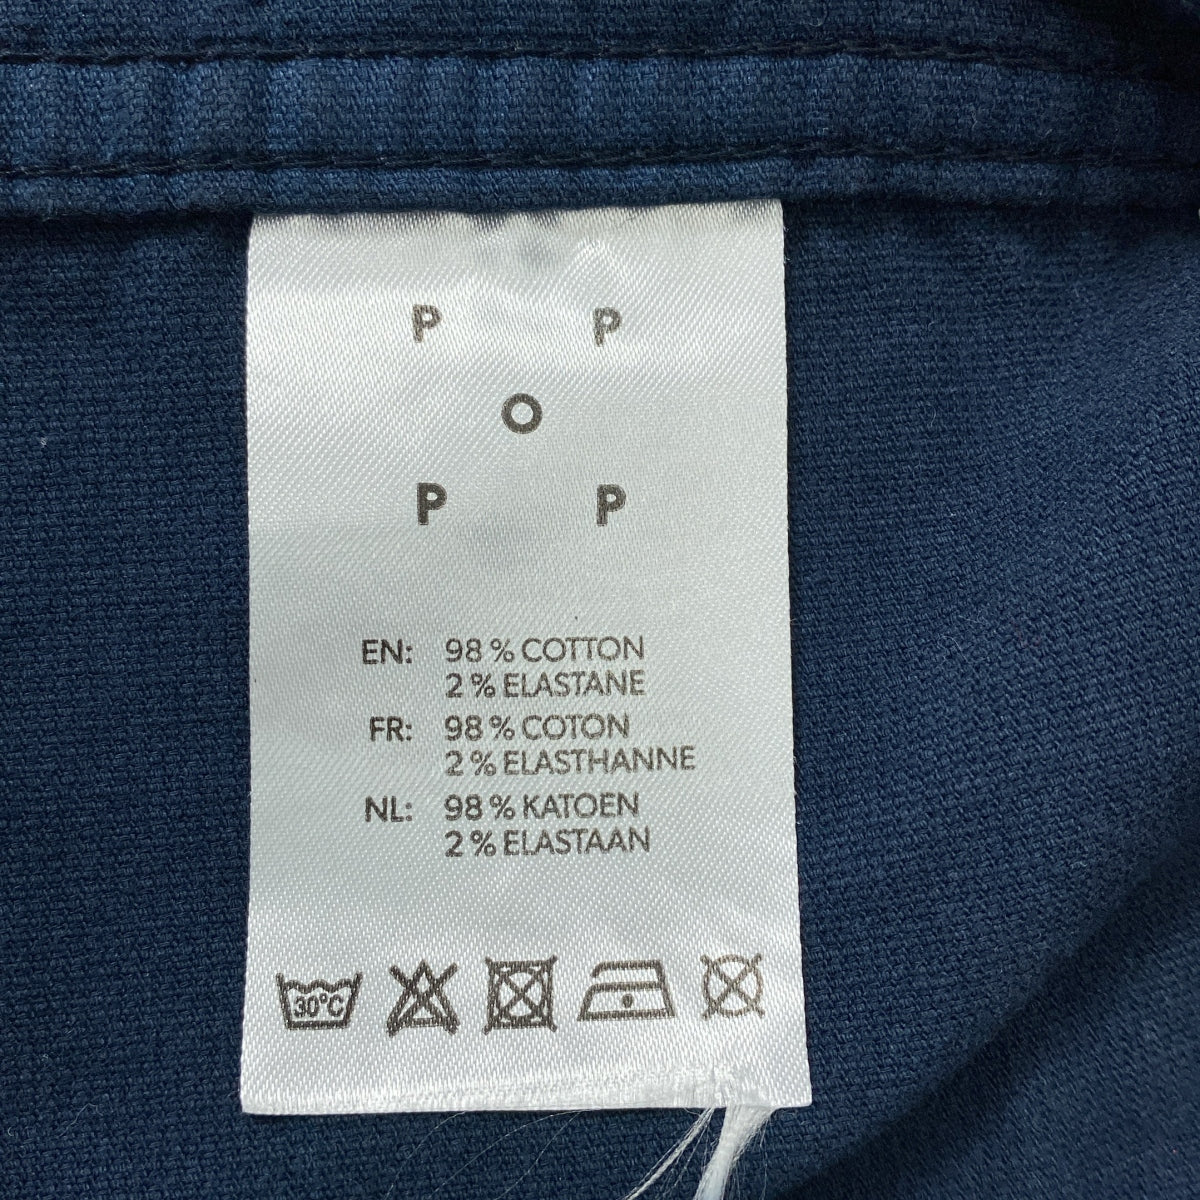 P P
O
P P
EN: 98 % COTTON
2 % ELASTANE
FR: 98 % COTON
2 % ELASTHANNE
NL: 98 % KATOEN
2 % ELASTAAN
30°C